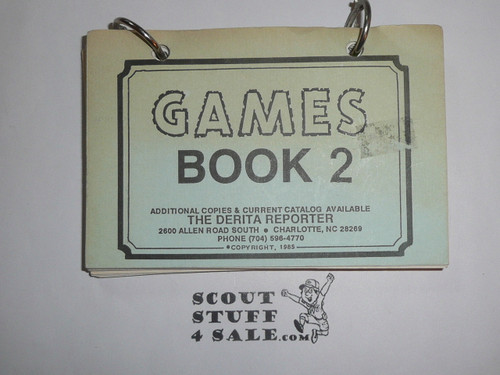 GAMES
BOOK 2
ADDITIONAL COPIES & CURRENT CATALOG AVAILABLE
THE DERITA REPORTER
2600 ALLEN ROAD SOUTH • CHARLOTTE, NC 28269
PHONE (704) 596-4770
©COPYRIGHT, 1985
SCOUT
STUFF
4 SALE.com